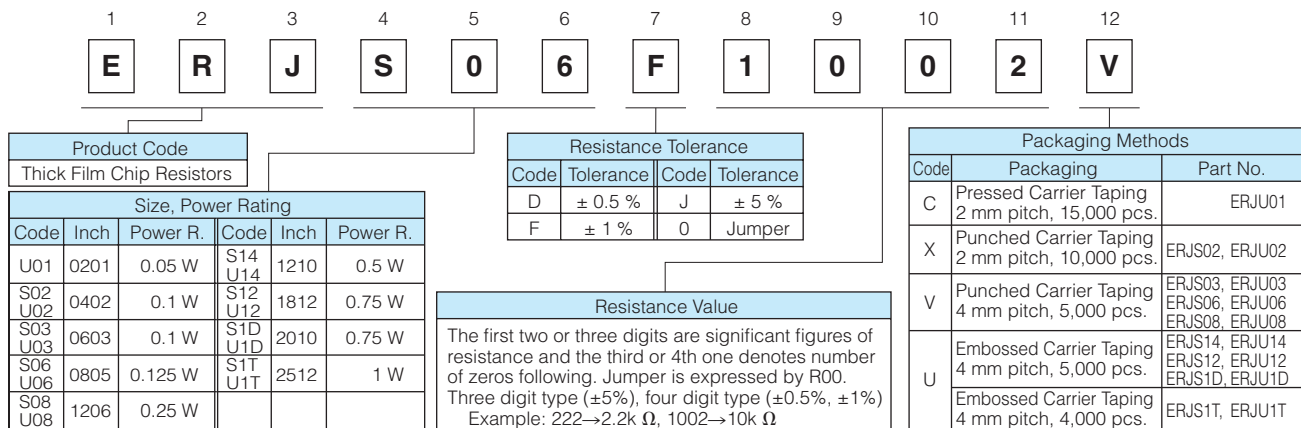 1 2 3 4 5 6 7 8 9 10 11 12
E R J S 0 6 F 1 0 0 2 V
Product Code
Thick Film Chip Resistors
Size, Power Rating
Code Inch Power R. Code Inch Power R.
U01 0201 0.05 W S14 U14 1210 0.5 W
S02 U02 0402 0.1 W S12 U12 1812 0.75 W
S03 U03 0603 0.1 W S1D U1D 2010 0.75 W
S06 U06 0805 0.125 W S1T U1T 2512 1 W
S08 U08 1206 0.25 W
Resistance Tolerance
Code Tolerance Code Tolerance
D ± 0.5 % J ± 5 %
F ± 1 % 0 Jumper
Resistance Value
The first two or three digits are significant figures of
resistance and the third or 4th one denotes number
of zeros following. Jumper is expressed by R00.
Three digit type (±5%), four digit type (±0.5%, ±1%)
Example: 222→2.2k Ω, 1002→10k Ω
Packaging Methods
Code Packaging Part No.
C Pressed Carrier Taping
2 mm pitch, 15,000 pcs. ERJU01
X Punched Carrier Taping
2 mm pitch, 10,000 pcs. ERJS02, ERJU02
V Punched Carrier Taping
4 mm pitch, 5,000 pcs.
ERJS03, ERJU03
ERJS06, ERJU06
ERJS08, ERJU08
U Embossed Carrier Taping
4 mm pitch, 5,000 pcs.
ERJS14, ERJU14
ERJS12, ERJU12
ERJS1D, ERJU1D
Embossed Carrier Taping
4 mm pitch, 4,000 pcs. ERJS1T, ERJU1T